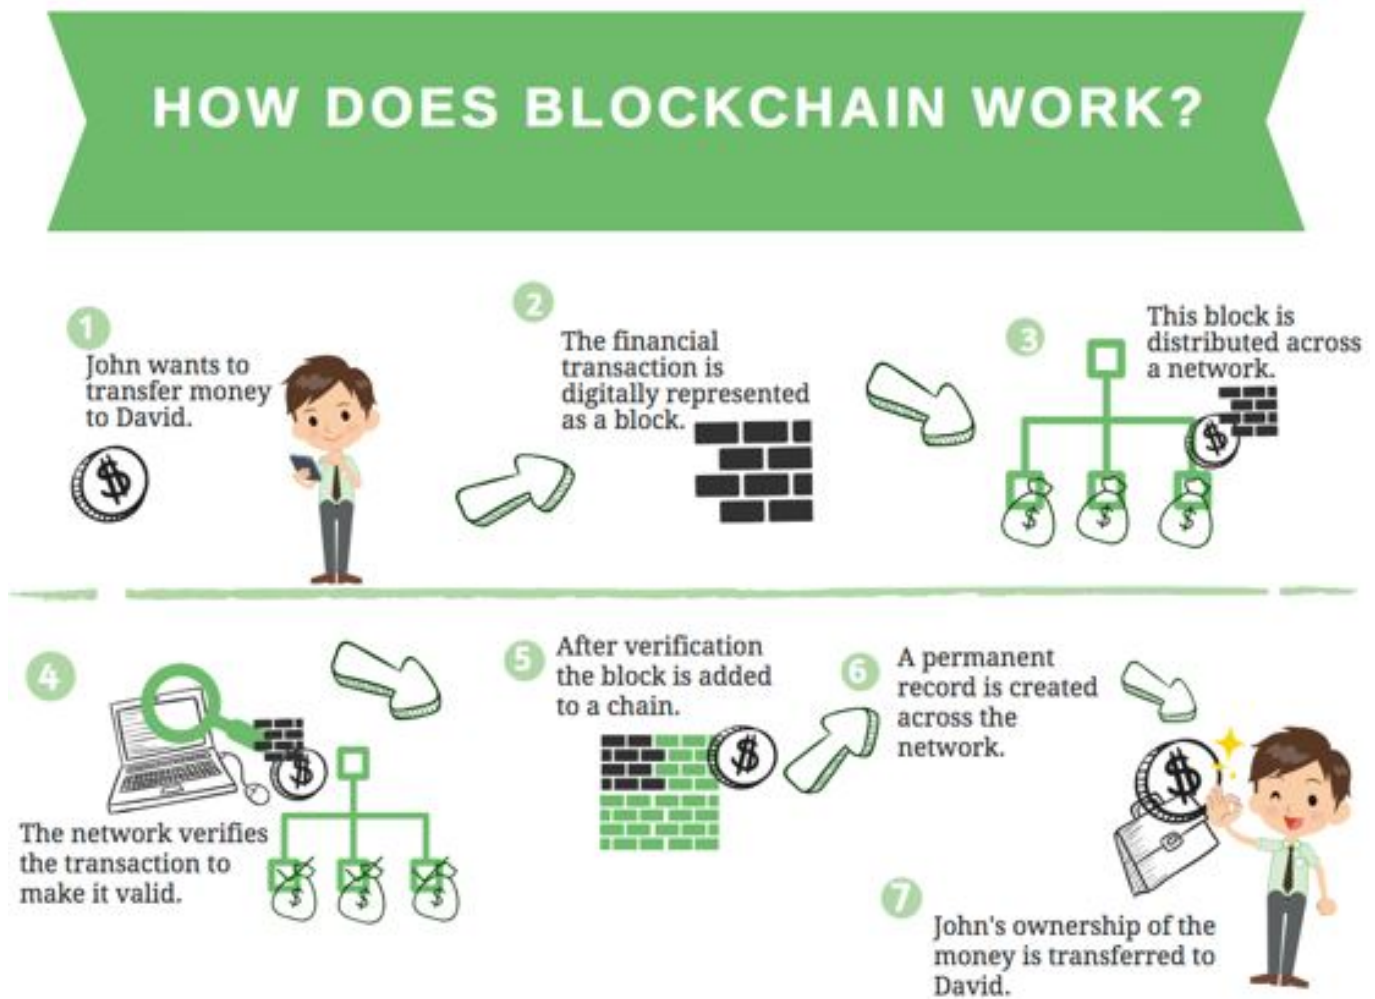 HOW DOES BLOCKCHAIN WORK?
1
John wants to
transfer money
to David.
$
2
The financial
transaction is
digitally represented
as a block.
3
This block is
distributed across
a network.
$
$
$
$
4
$
The network verifies
the transaction to
make it valid.
$
$
$
5
After verification
the block is added
to a chain.
$
6
A permanent
record is created
across the
network.
$
7
John's ownership of the
money is transferred to
David.